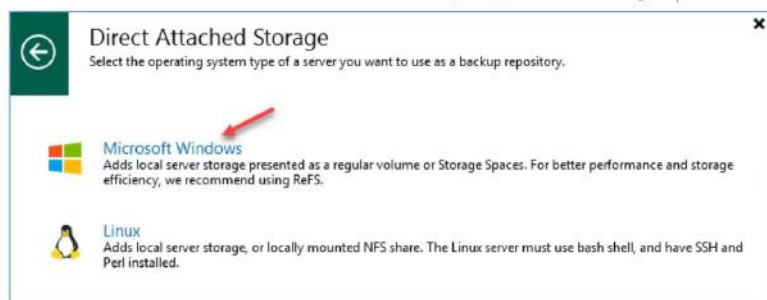 Direct Attached Storage
Select the operating system type of a server you want to use as a backup repository.
Microsoft Windows
Adds local server storage presented as a regular volume or Storage Spaces. For better performance and storage
efficiency, we recommend using ReFS.
Linux
Adds local server storage, or locally mounted NFS share. The Linux server must use bash shell, and have SSH and
Perl installed.